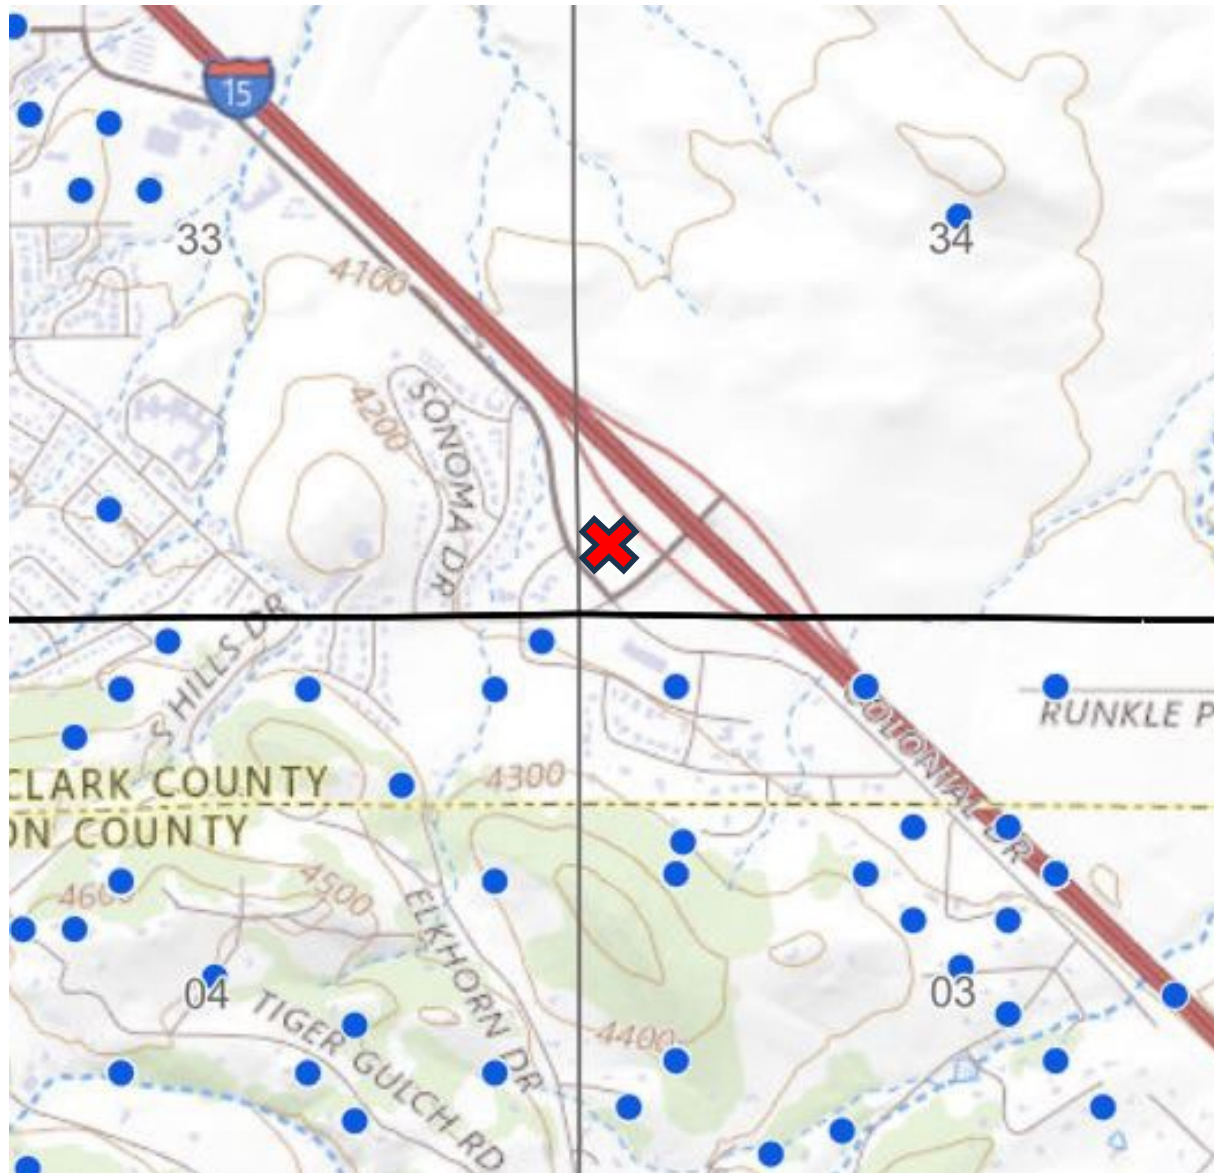 15
33
34
4100
4200
SONOMA DR
S HILLS DR
RUNKLE P
COLONIAL DR
CLARK COUNTY
ON COUNTY
4300
4600
4500
ELKHORN DR
04
03
TIGER GULCH RD
4400